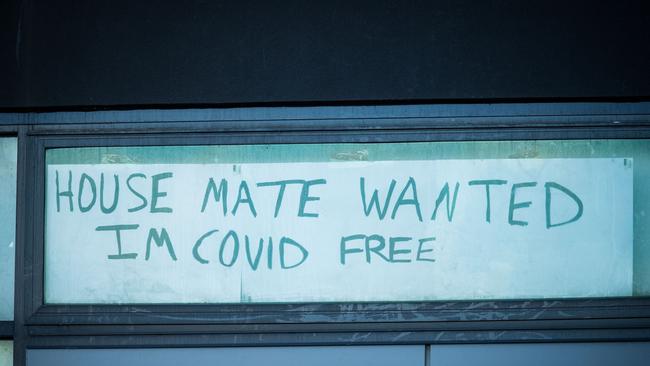 HOUSE MATE WANTED
IM COVID FREE